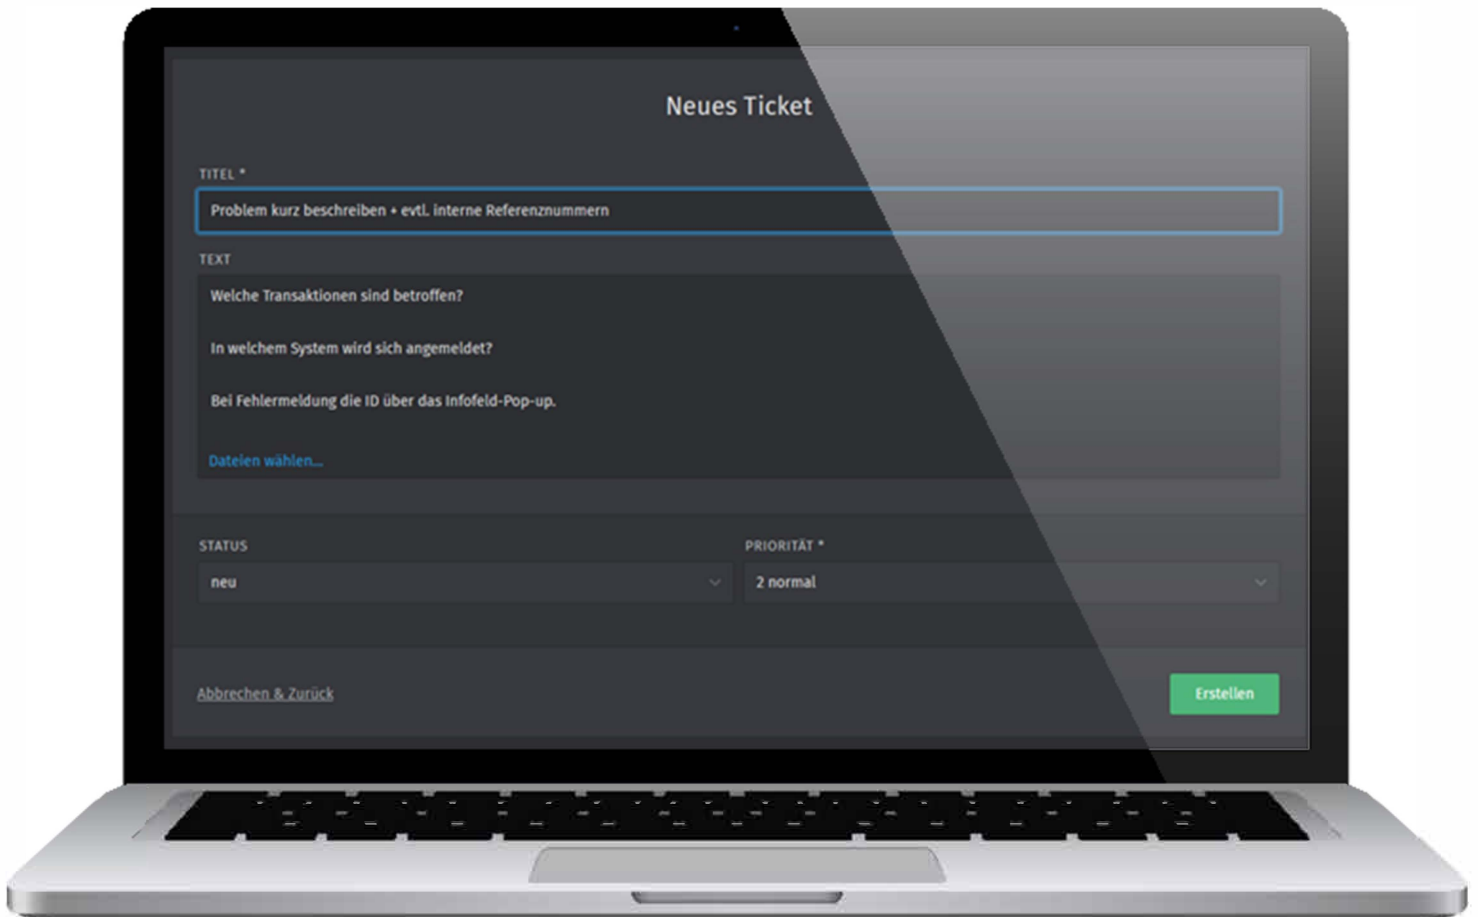 Neues Ticket
TITEL *
Problem kurz beschreiben + evtl. interne Referenznummern
TEXT
Welche Transaktionen sind betroffen?
In welchem System wird sich angemeldet?
Bei Fehlermeldung die ID über das Infofeld-Pop-up.
Dateien wählen...
STATUS
PRIORITÄT *
neu
2 normal
Abbrechen & Zurück
Erstellen